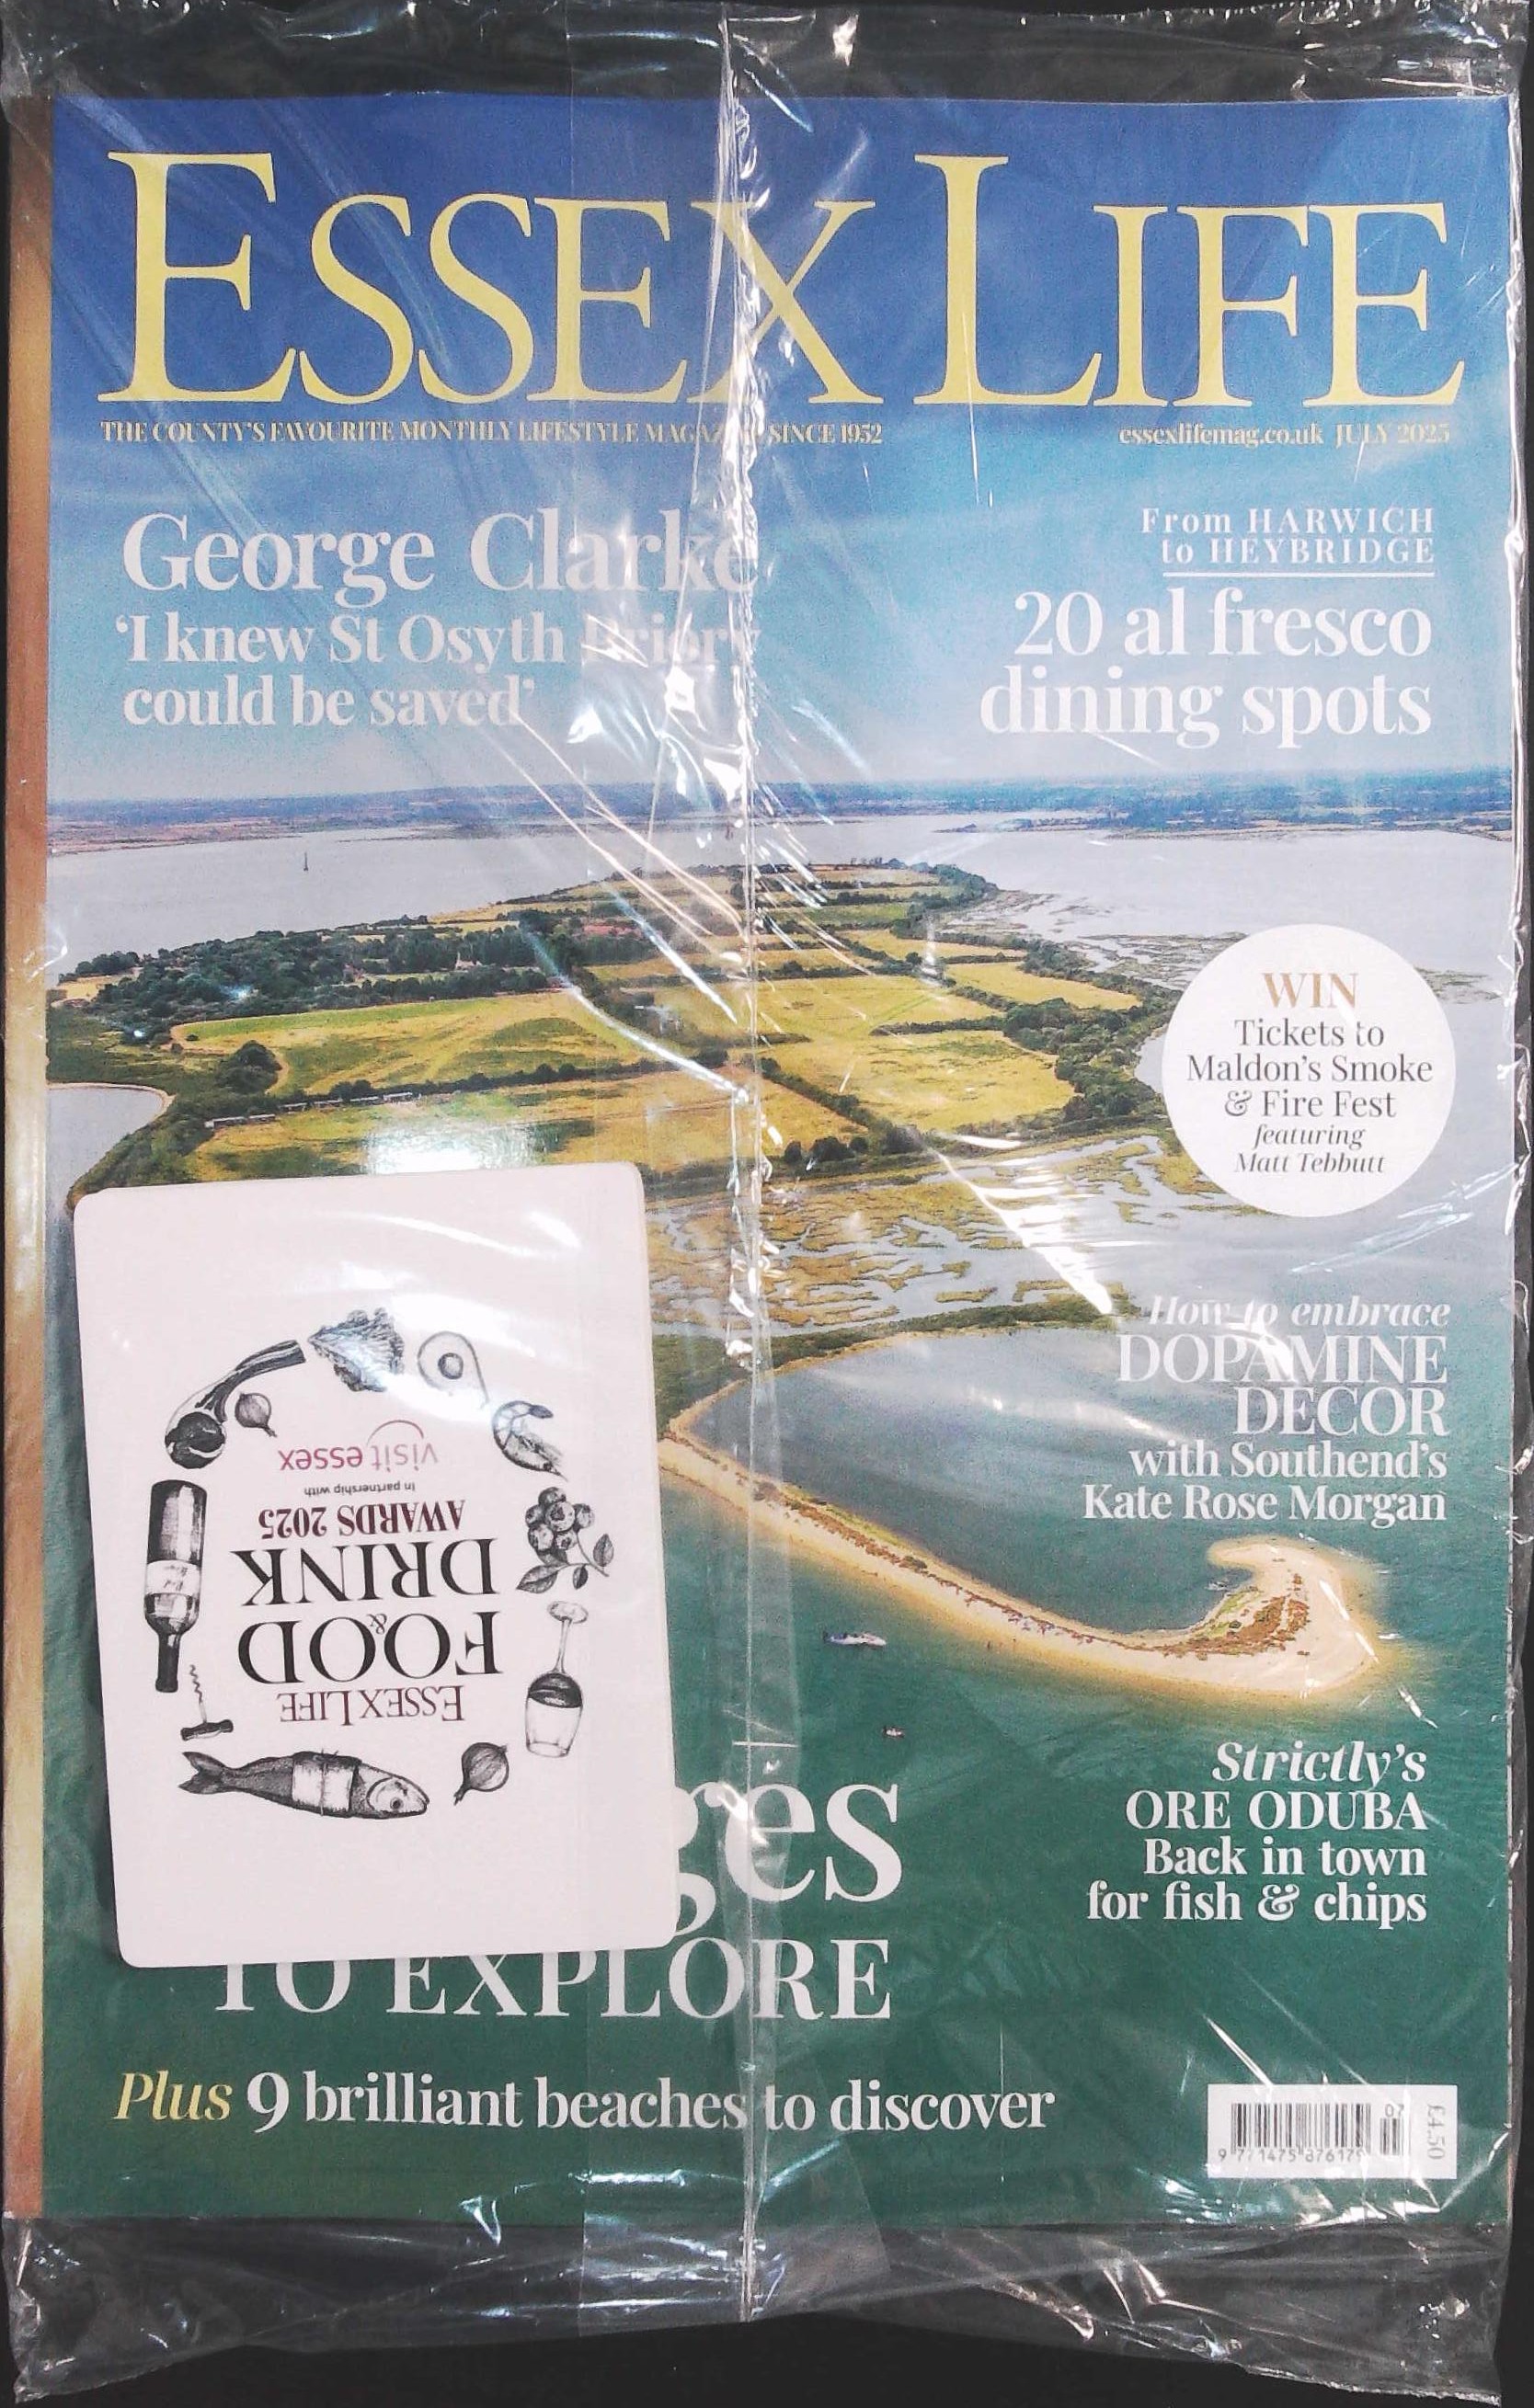 ESSEX LIFE
THE COUNTY'S FAVOURITE MONTHLY LIFESTYLE SINCE 1952
essexlifemag.co.uk JULY 2025
George Clarke
'I knew St Osyth Priory
could be saved'
From HARWICH
to HEYBRIDGE
20 al fresco
dining spots
WIN
Tickets to
Maldon's Smoke
& Fire Fest
featuring
Matt Tebbutt
How to embrace
DOPAMINE
DECOR
with Southend's
Kate Rose Morgan
ESSEX LIFE
FOOD
&
DRINK
AWARDS 2025
in partnership with
visit essex
Strictly's
ORE ODUBA
Back in town
for fish & chips
TO EXPLORE
Plus 9 brilliant beaches to discover
07
£4.50